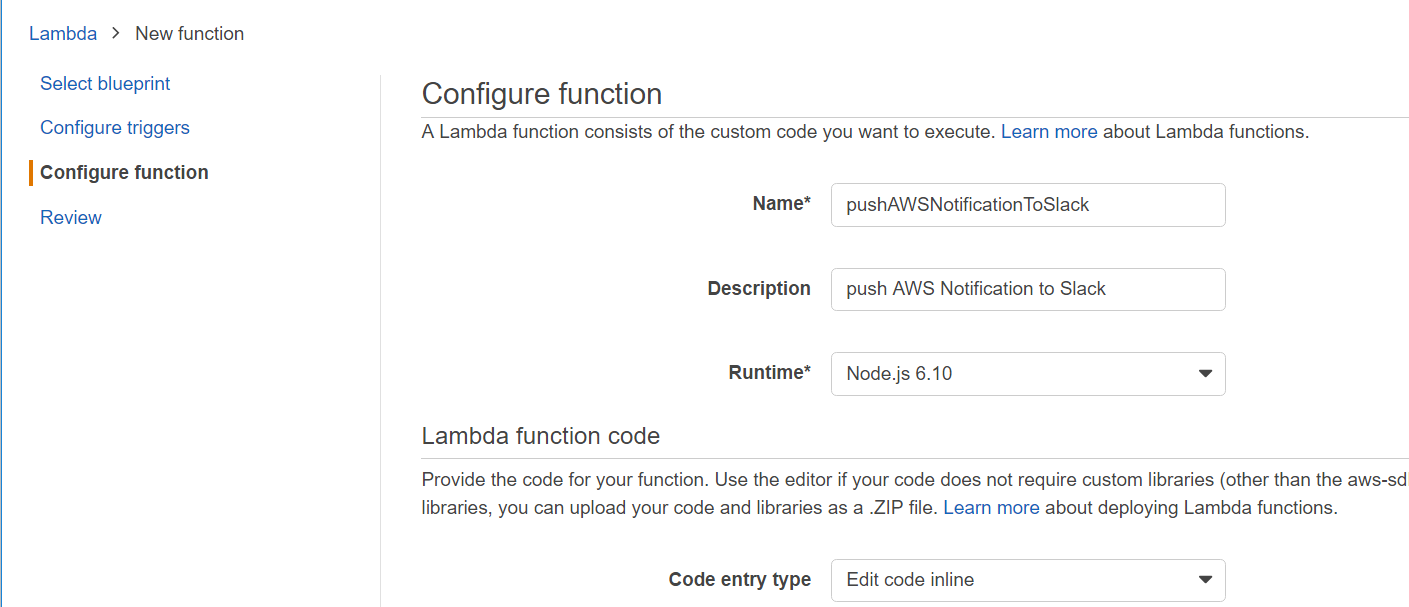 Lambda > New function
Select blueprint
Configure triggers
Configure function
Review
Configure function
A Lambda function consists of the custom code you want to execute. Learn more about Lambda functions.
Name* pushAWSNotificationToSlack
Description push AWS Notification to Slack
Runtime* Node.js 6.10
Lambda function code
Provide the code for your function. Use the editor if your code does not require custom libraries (other than the
libraries, you can upload your code and libraries as a .ZIP file. Learn more about deploying Lambda functions.
Code entry type Edit code inline